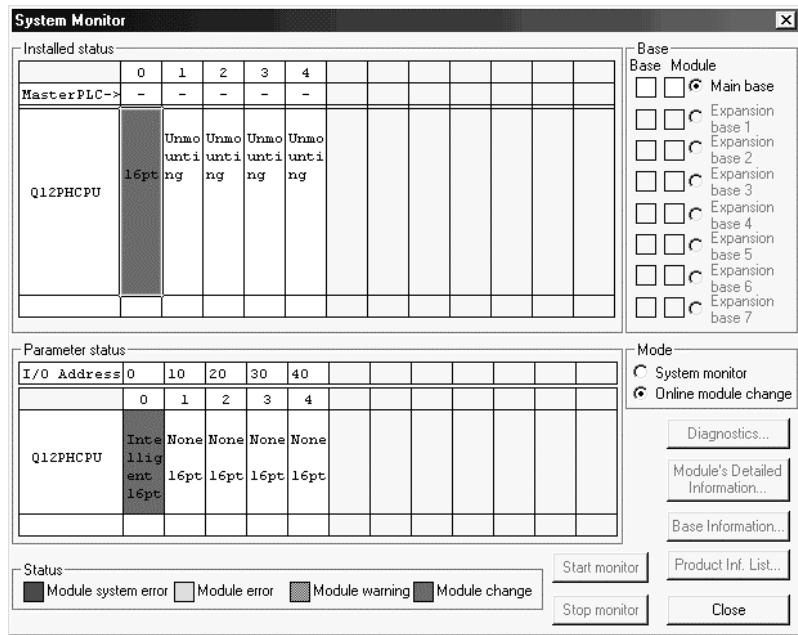 System Monitor
Installed status
0 1 2 3 4
MasterPLC-> - - - - -
Q12PHCPU
16pt
Unmo Unmo Unmo Unmo
unti unti unti unti
ng ng ng ng
Base
Base Module
Main base
Expansion
base 1
Expansion
base 2
Expansion
base 3
Expansion
base 4
Expansion
base 5
Expansion
base 6
Expansion
base 7
Parameter status
I/O Address 0 10 20 30 40
0 1 2 3 4
Q12PHCPU
Inte None None None None
llig
ent 16pt 16pt 16pt 16pt
16pt
Mode
System monitor
Online module change
Diagnostics...
Module's Detailed
Information...
Base Information...
Product Inf. List...
Close
Start monitor
Stop monitor
Status
Module system error Module error Module warning Module change